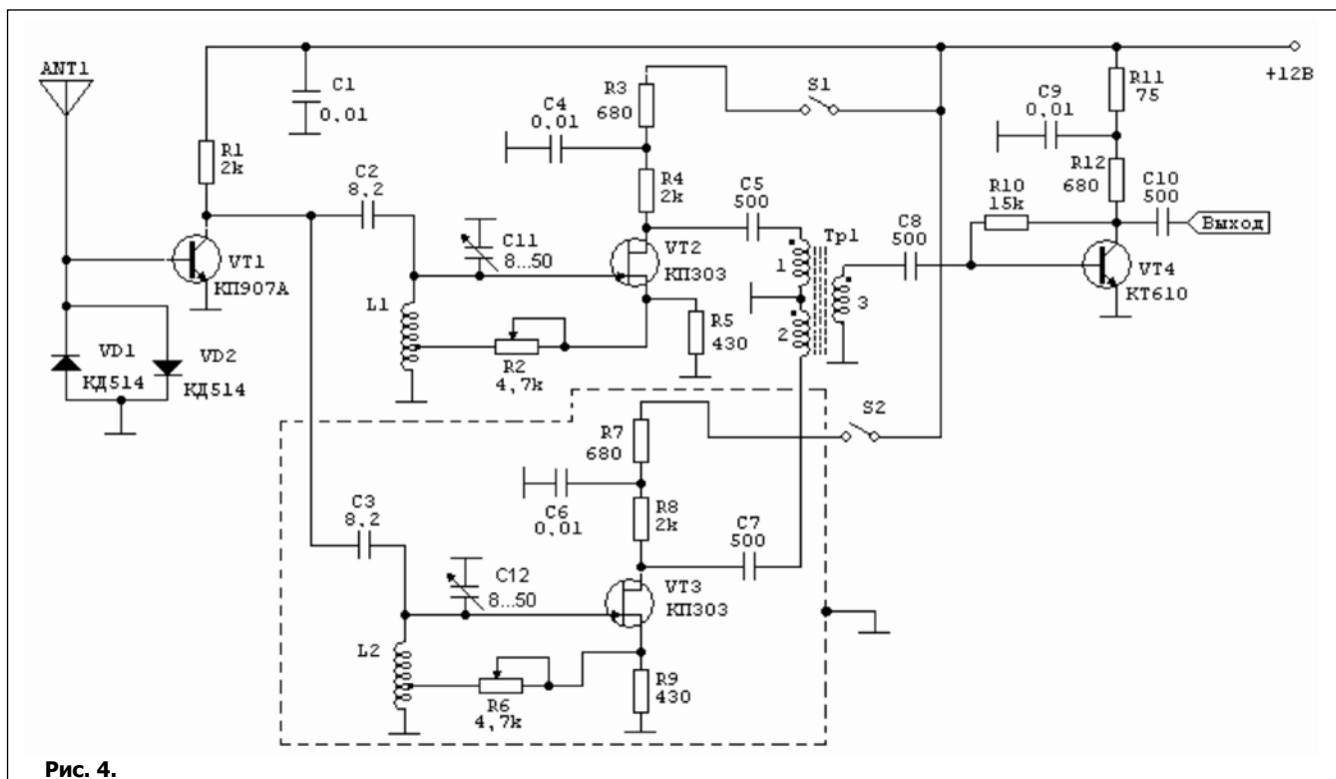 ANT1
C1
0,01
R1
2k
C2
8,2
VT1
КП907А
VD1
КД514
VD2
КД514
C4
0,01
R3
680
R4
2k
C11
8...50
L1
R2
4,7k
VT2
КП303
R5
430
C5
500
S1
Tp1
1
2
3
C8
500
C9
0,01
R11
75
+12В
R12
680
R10
15k
C10
500
Выход
VT4
КТ610
S2
C3
8,2
R7
680
C6
0,01
R8
2k
C7
500
C12
8...50
VT3
КП303
L2
R6
4,7k
R9
430
Рис. 4.